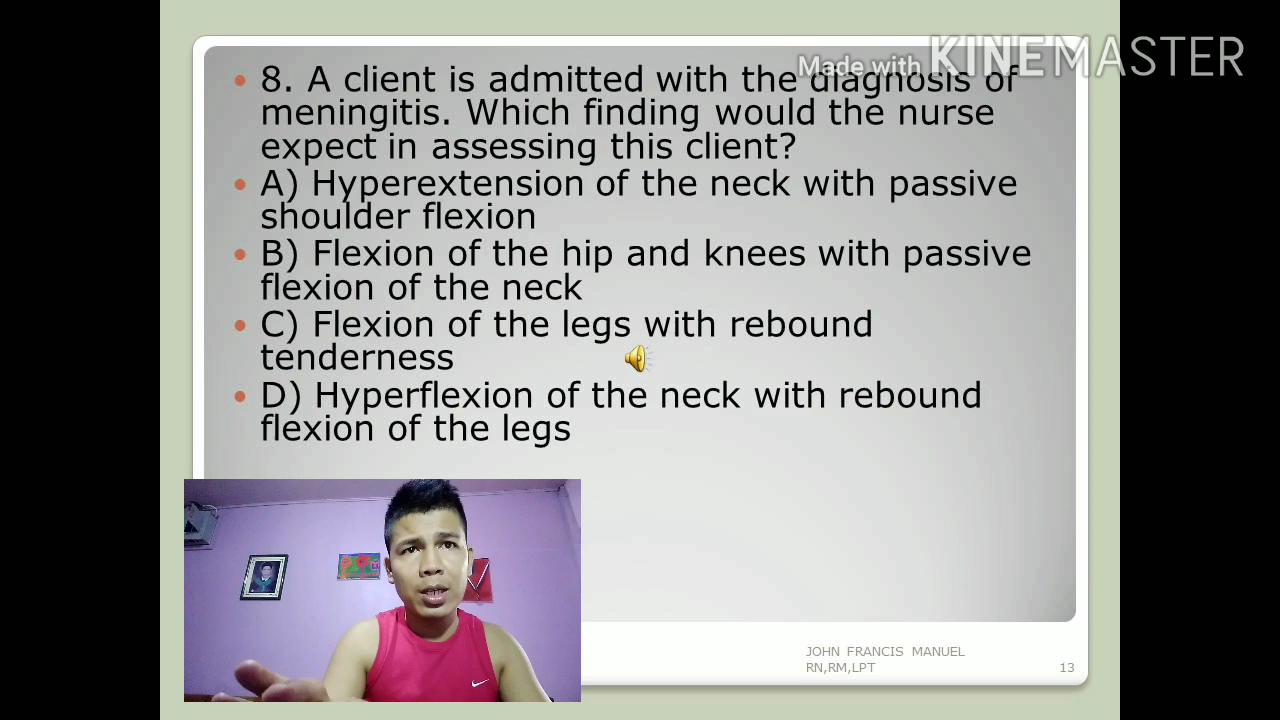 Made with KINEMASTER
8. A client is admitted with the diagnosis of
meningitis. Which finding would the nurse
expect in assessing this client?
A) Hyperextension of the neck with passive
shoulder flexion
B) Flexion of the hip and knees with passive
flexion of the neck
C) Flexion of the legs with rebound
tenderness
D) Hyperflexion of the neck with rebound
flexion of the legs
JOHN FRANCIS MANUEL
RN,RM,LPT
13